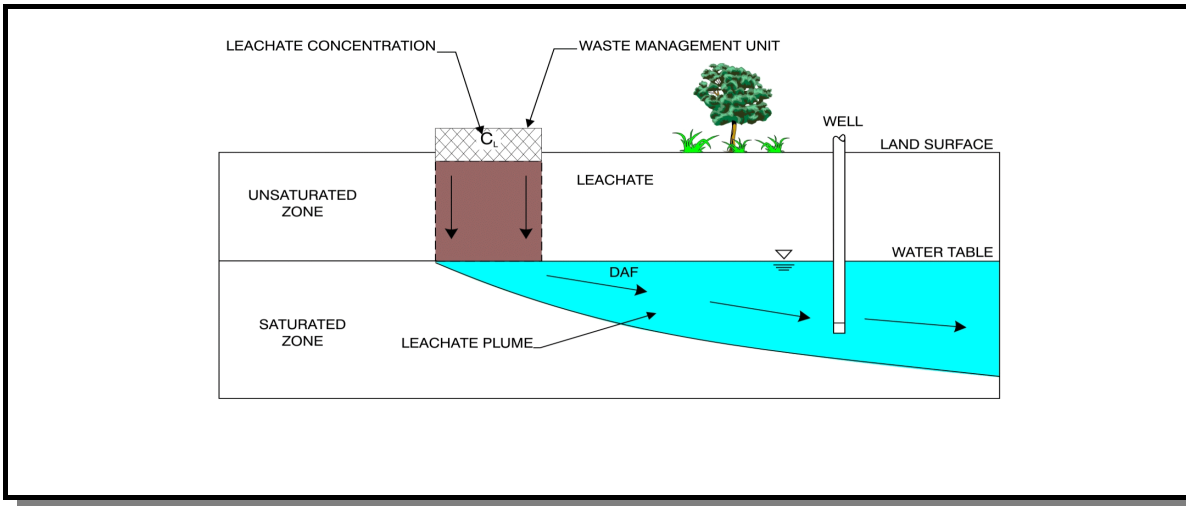 LEACHATE CONCENTRATION
WASTE MANAGEMENT UNIT
CL
WELL
LAND SURFACE
LEACHATE
UNSATURATED
ZONE
WATER TABLE
DAF
SATURATED
ZONE
LEACHATE PLUME